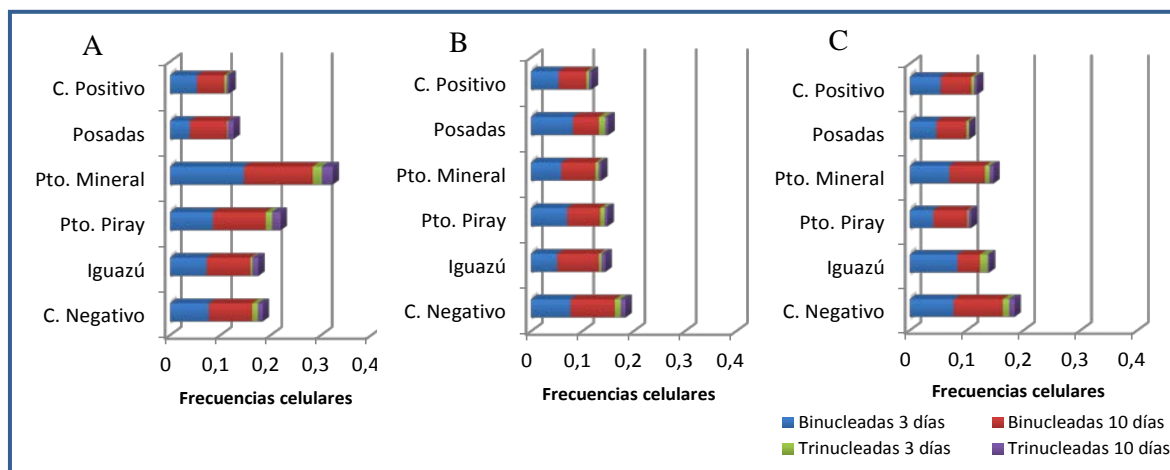 A
C. Positivo
Posadas
Pto. Mineral
Pto. Piray
Iguazú
C. Negativo
0 0,1 0,2 0,3 0,4
Frecuencias celulares
B
C. Positivo
Posadas
Pto. Mineral
Pto. Piray
Iguazú
C. Negativo
0 0,1 0,2 0,3 0,4
Frecuencias celulares
C
C. Positivo
Posadas
Pto. Mineral
Pto. Piray
Iguazú
C. Negativo
0 0,1 0,2 0,3 0,4
Frecuencias celulares
Binucleadas 3 días Binucleadas 10 días
Trinucleadas 3 días Trinucleadas 10 días